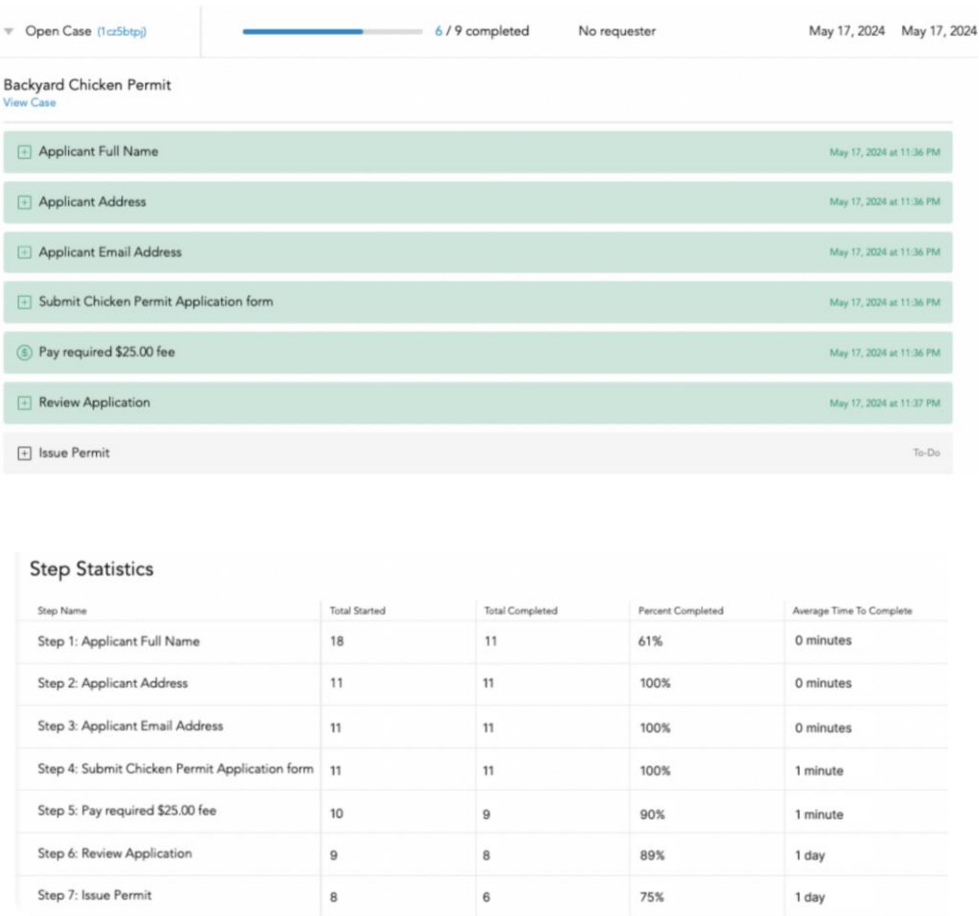 Open Case (1cz5btpj) 6 / 9 completed No requester May 17, 2024 May 17, 2024
Backyard Chicken Permit
View Case
Applicant Full Name May 17, 2024 at 11:36 PM
Applicant Address May 17, 2024 at 11:36 PM
Applicant Email Address May 17, 2024 at 11:36 PM
Submit Chicken Permit Application form May 17, 2024 at 11:36 PM
$ Pay required $25.00 fee May 17, 2024 at 11:36 PM
Review Application May 17, 2024 at 11:37 PM
Issue Permit To-Do
Step Statistics
Step Name Total Started Total Completed Percent Completed Average Time To Complete
Step 1: Applicant Full Name 18 11 61% 0 minutes
Step 2: Applicant Address 11 11 100% 0 minutes
Step 3: Applicant Email Address 11 11 100% 0 minutes
Step 4: Submit Chicken Permit Application form 11 11 100% 1 minute
Step 5: Pay required $25.00 fee 10 9 90% 1 minute
Step 6: Review Application 9 8 89% 1 day
Step 7: Issue Permit 8 6 75% 1 day